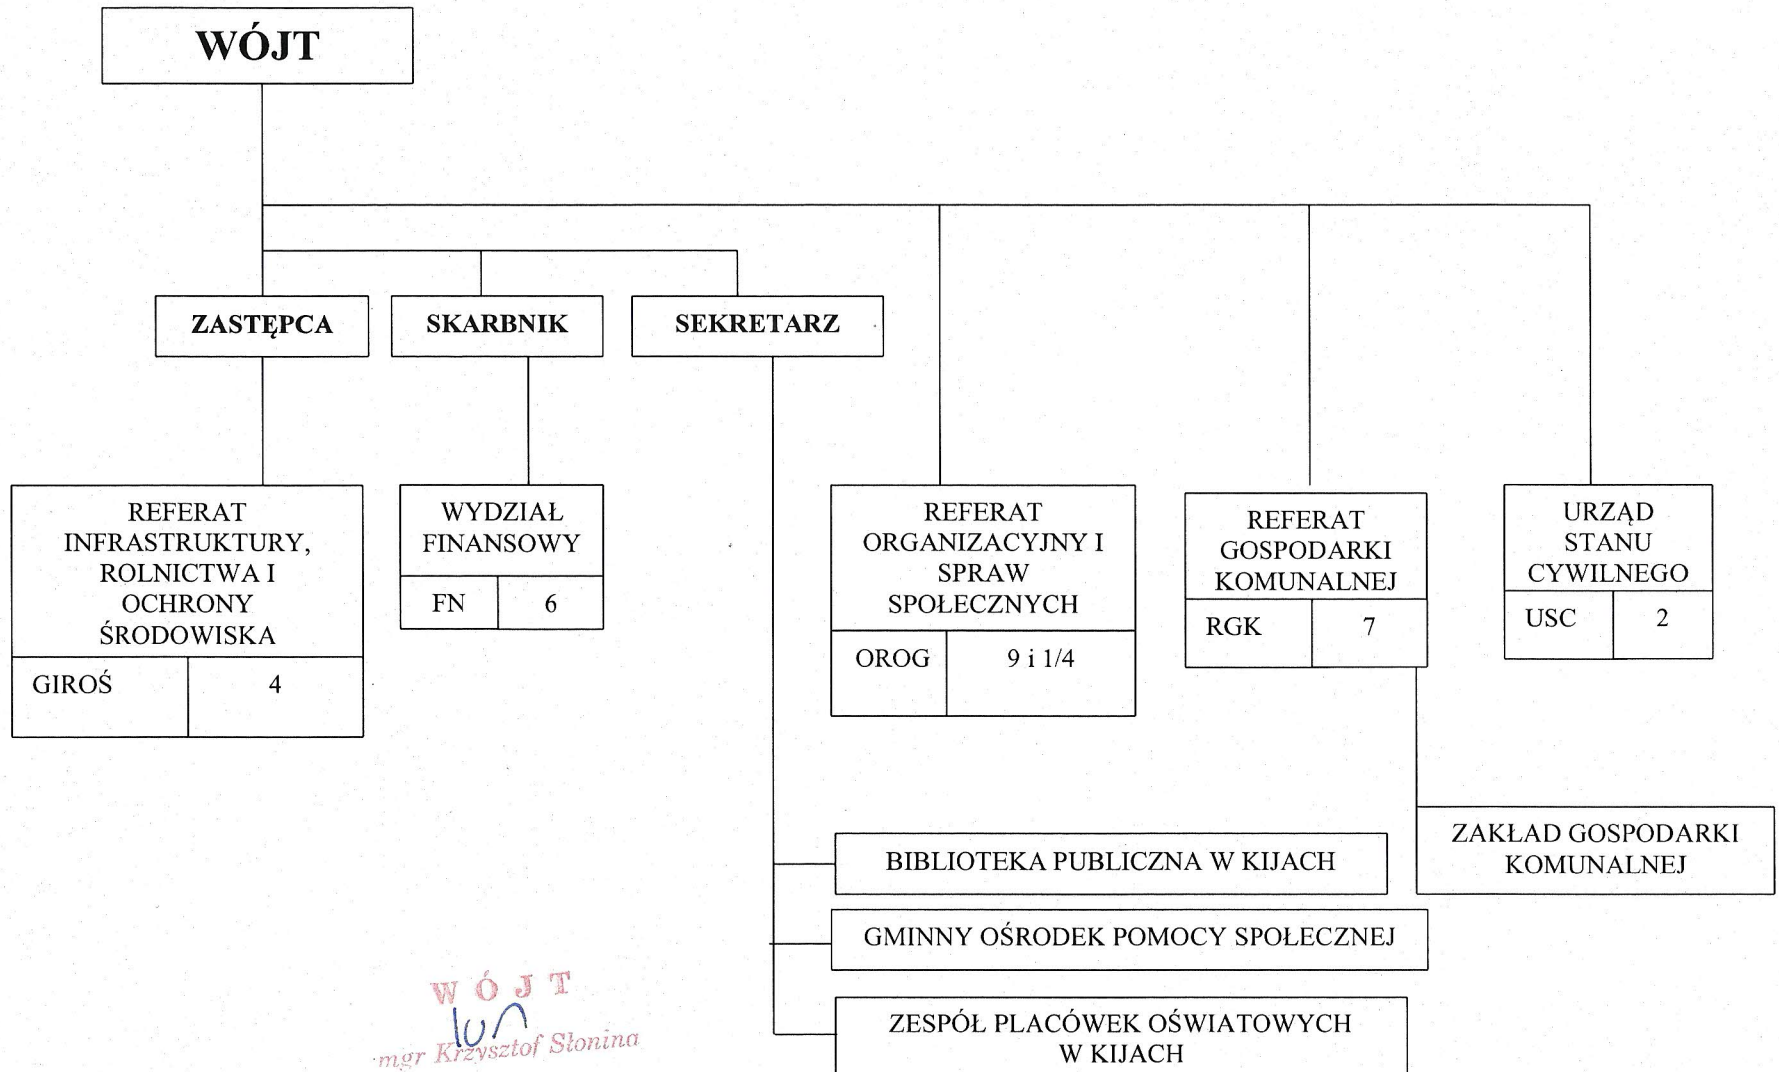 WÓJT
ZASTĘPCA
SKARBNIK
SEKRETARZ
REFERAT
INFRASTRUKTURY,
ROLNICTWA I
OCHRONY
ŚRODOWISKA
GIROŚ 4
WYDZIAŁ
FINANSOWY
FN 6
REFERAT
ORGANIZACYJNY I
SPRAW
SPOŁECZNYCH
OROG 9 i 1/4
REFERAT
GOSPODARKI
KOMUNALNEJ
RGK 7
URZĄD
STANU
CYWILNEGO
USC 2
ZAKŁAD GOSPODARKI
KOMUNALNEJ
BIBLIOTEKA PUBLICZNA W KIJACH
GMINNY OŚRODEK POMOCY SPOŁECZNEJ
ZESPÓŁ PLACÓWEK OŚWIATOWYCH
W KIJACH
WÓJT
mgr Krzysztof Słonina